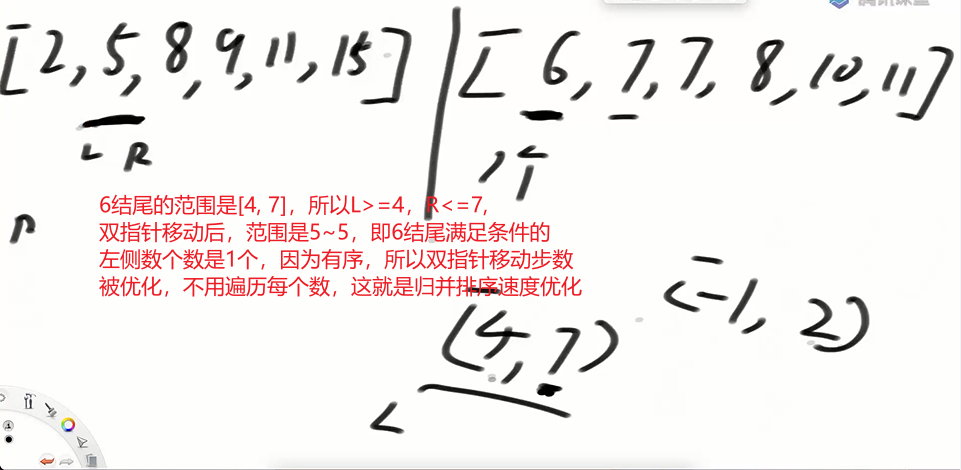 [2, 5, 8, 9, 11, 15] [6, 7, 7, 8, 10, 11]
L R
6结尾的范围是[4, 7]，所以L>=4，R<=7,
双指针移动后，范围是5~5，即6结尾满足条件的
左侧数个数是1个，因为有序，所以双指针移动步数
被优化，不用遍历每个数，这就是归并排序速度优化
(-1, 2)
(4, 7)